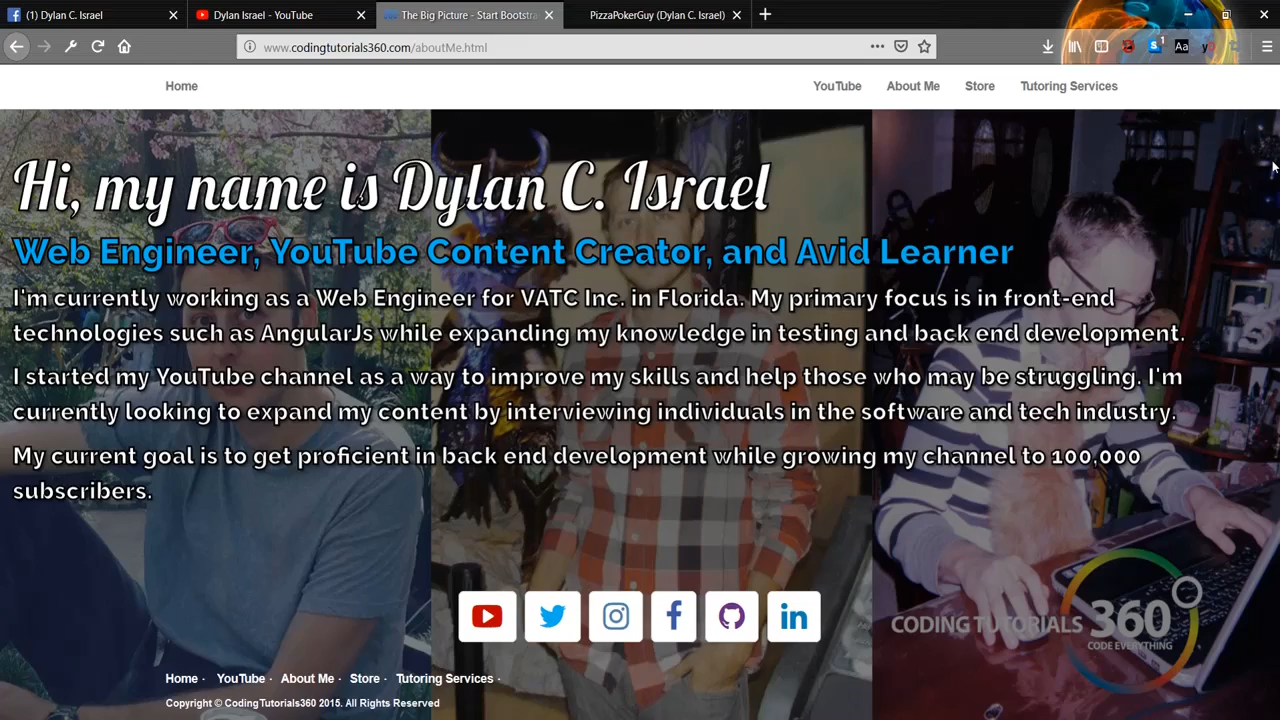 (1) Dylan C. Israel
Dylan Israel - YouTube
The Big Picture - Start Bootstra
PizzaPokerGuy (Dylan C. Israel)
www.codingtutorials360.com/aboutMe.html
1
Aa
Home
YouTube
About Me
Store
Tutoring Services
Hi, my name is Dylan C. Israel
Web Engineer, YouTube Content Creator, and Avid Learner
I'm currently working as a Web Engineer for VATC Inc. in Florida. My primary focus is in front-end
technologies such as AngularJs while expanding my knowledge in testing and back end development.
I started my YouTube channel as a way to improve my skills and help those who may be struggling. I'm
currently looking to expand my content by interviewing individuals in the software and tech industry.
My current goal is to get proficient in back end development while growing my channel to 100,000
subscribers.
CODING TUTORIALS 360°
CODE EVERYTHING
Home · YouTube · About Me · Store · Tutoring Services ·
Copyright © CodingTutorials360 2015. All Rights Reserved